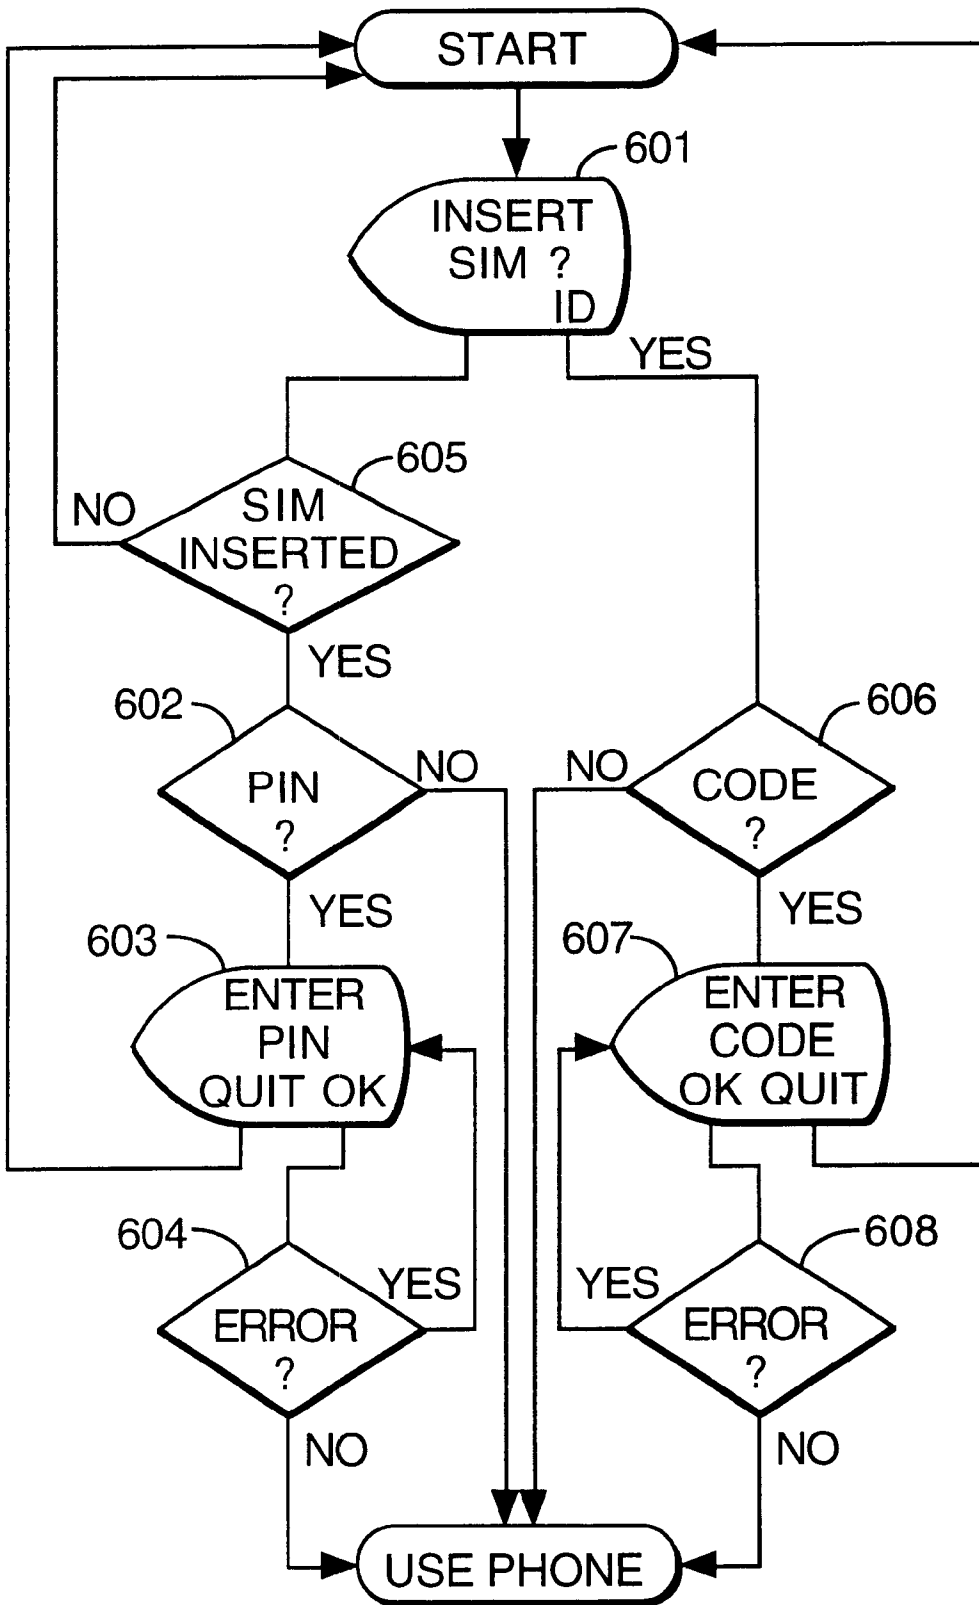 START
601
INSERT
SIM ?
ID
YES
605
NO
SIM
INSERTED
?
YES
602
606
NO
NO
PIN
?
CODE
?
YES
YES
603
607
ENTER
PIN
QUIT OK
ENTER
CODE
OK QUIT
604
608
YES
YES
ERROR
?
ERROR
?
NO
NO
USE PHONE